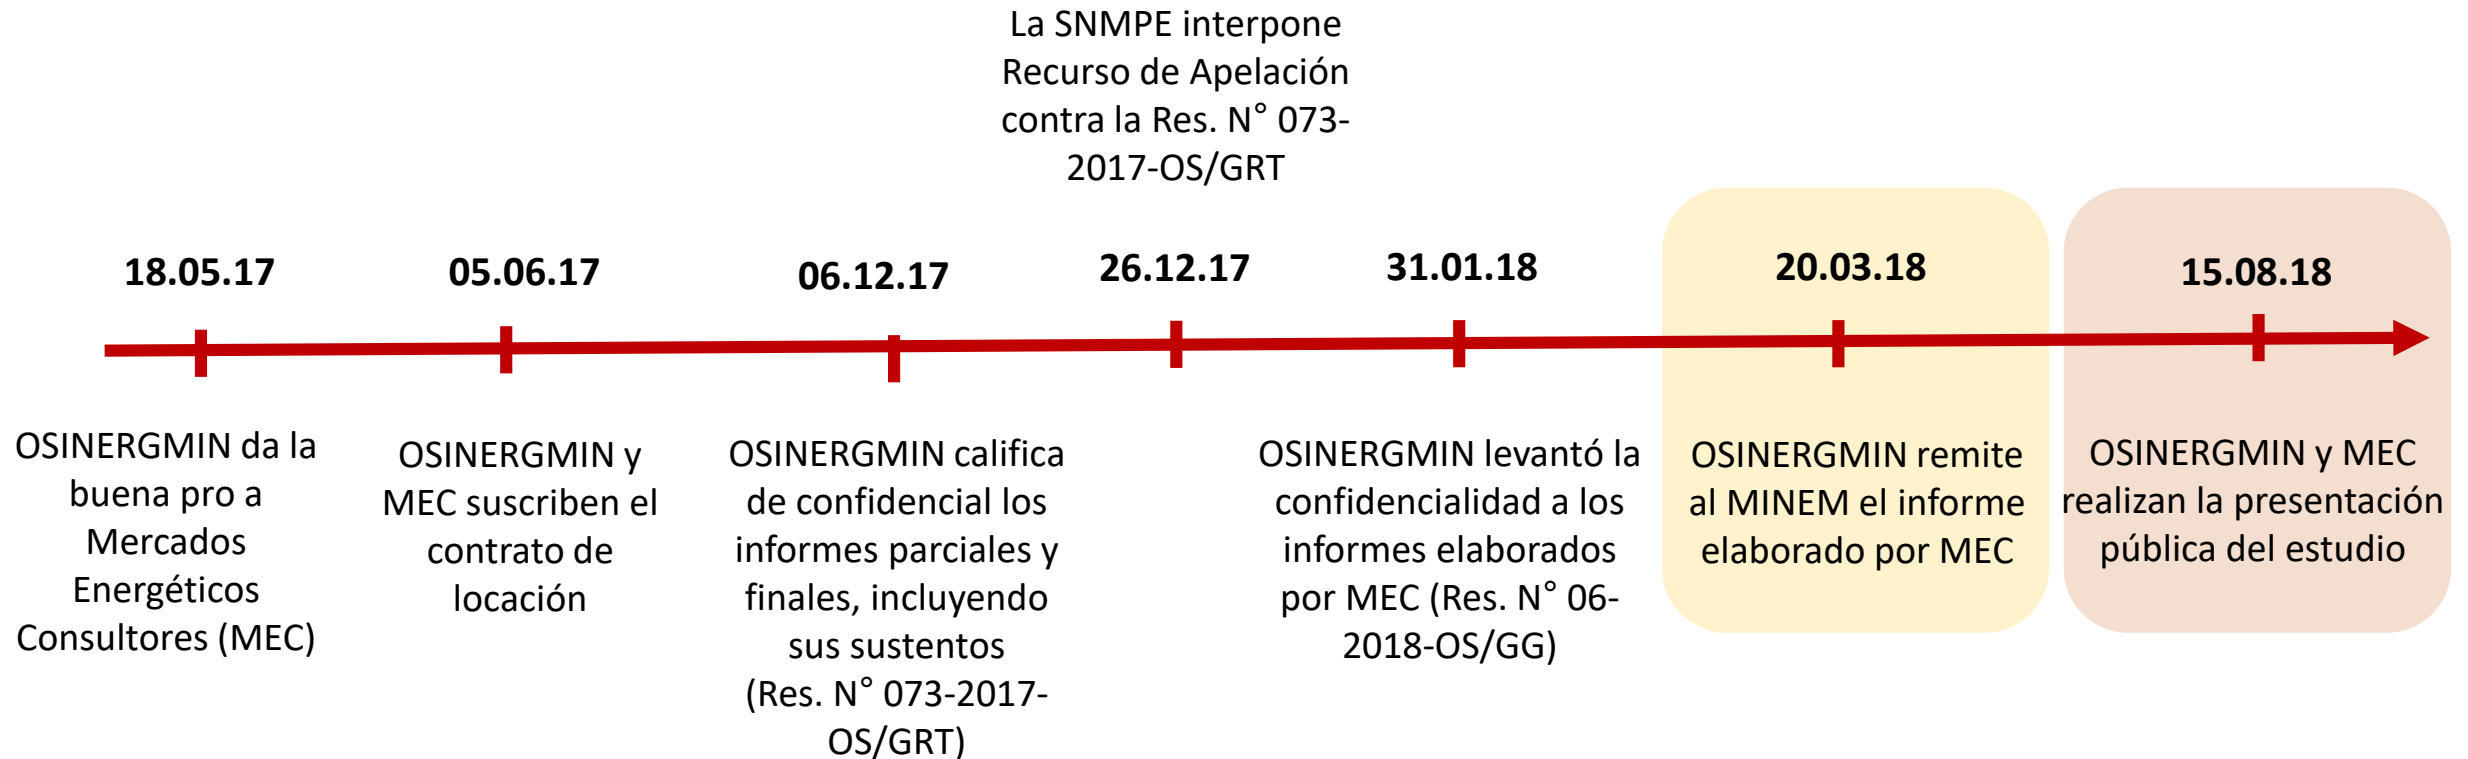 La SNMPE interpone
Recurso de Apelación
contra la Res. N° 073-
2017-OS/GRT
18.05.17
05.06.17
06.12.17
26.12.17
31.01.18
20.03.18
15.08.18
OSINERGMIN da la
buena pro a
Mercados
Energéticos
Consultores (MEC)
OSINERGMIN y
MEC suscriben el
contrato de
locación
OSINERGMIN califica
de confidencial los
informes parciales y
finales, incluyendo
sus sustentos
(Res. N° 073-2017-
OS/GRT)
OSINERGMIN levantó la
confidencialidad a los
informes elaborados
por MEC (Res. N° 06-
2018-OS/GG)
OSINERGMIN remite
al MINEM el informe
elaborado por MEC
OSINERGMIN y MEC
realizan la presentación
pública del estudio